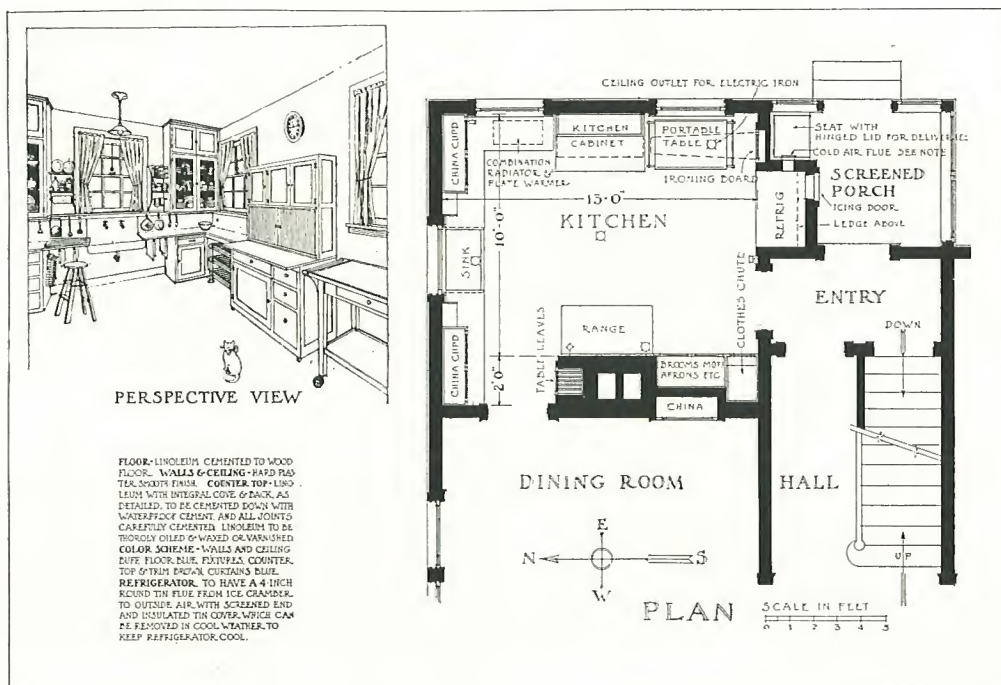 PERSPECTIVE VIEW
FLOOR-LINOLEUM CEMENTED TO WOOD
FLOOR. WALLS & CEILING-HARD PLAS-
TER SMOOTH FINISH. COUNTER TOP-LINO-
LEUM WITH INTEGRAL COVE & BACK, AS
DETAILED, TO BE CEMENTED DOWN WITH
WATERPROOF CEMENT, AND ALL JOINTS
CAREFULLY CEMENTED. LINOLEUM TO BE
THOROLY OILED & WAXED OR VARNISHED
COLOR SCHEME-WALLS AND CEILING
BUFF, FLOOR BLUE, FIXTURES, COUNTER
TOP & TRIM BROWN, CURTAINS BLUE.
REFRIGERATOR TO HAVE A 4-INCH
ROUND TIN FLUE FROM ICE CHAMBER
TO OUTSIDE AIR, WITH SCREENED END
AND INSULATED TIN COVER WHICH CAN
BE REMOVED IN COOL WEATHER TO
KEEP REFRIGERATOR COOL.
CEILING OUTLET FOR ELECTRIC IRON
CHINA CUP'D
COMBINATION
RADIATOR &
PLATE WARMER
KITCHEN
CABINET
PORTABLE
TABLE
IRONING BOARD
SEAT WITH
HINGED LID FOR DELIVERIES
COLD AIR FLUE SEE NOTE
SCREENED
PORCH
ICING DOOR
LEDGE ABOVE
REFRIG
13'-0"
10'-0"
KITCHEN
SINK
CLOTHES CHUTE
ENTRY
DOWN
RANGE
TABLE LEAVES
CHINA CUP'D
2'-0"
BROOMS MOPS
APRONS ETC.
CHINA
DINING ROOM
HALL
UP
E
N
S
W
PLAN
SCALE IN FEET
0 1 2 3 4 5